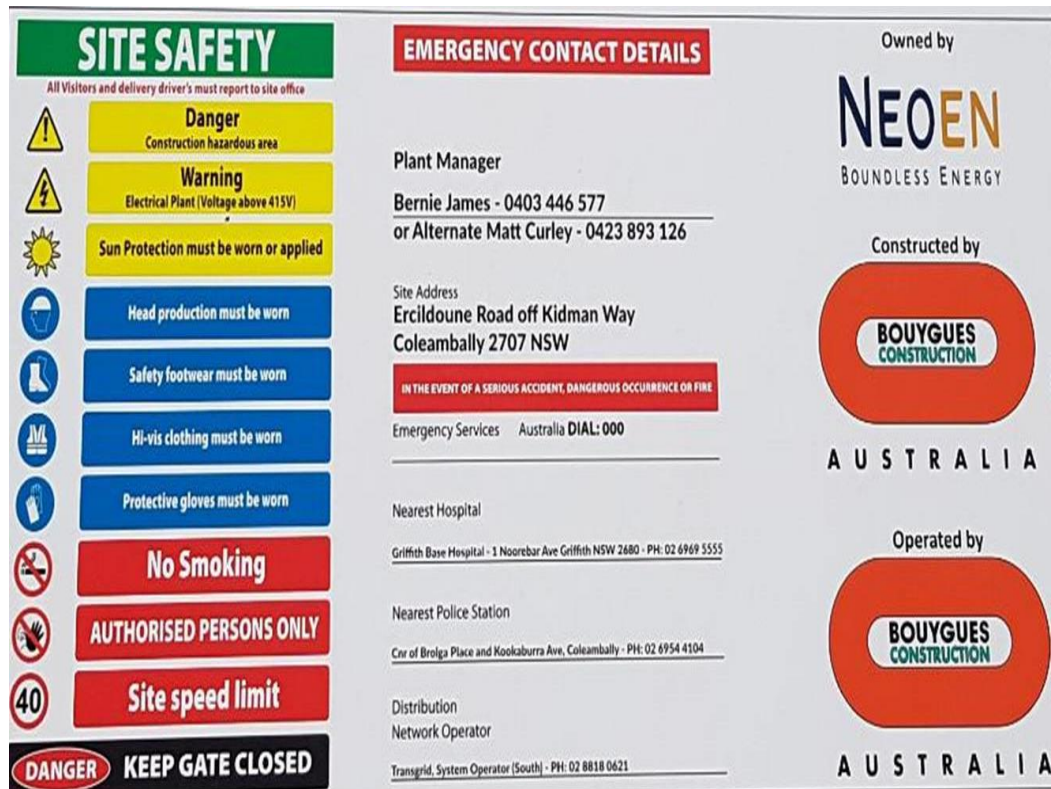 SITE SAFETY
All Visitors and delivery driver's must report to site office
Danger
Construction hazardous area
Warning
Electrical Plant (Voltage above 415V)
Sun Protection must be worn or applied
Head production must be worn
Safety footwear must be worn
Hi-vis clothing must be worn
Protective gloves must be worn
No Smoking
AUTHORISED PERSONS ONLY
40
Site speed limit
DANGER KEEP GATE CLOSED
EMERGENCY CONTACT DETAILS
Plant Manager
Bernie James - 0403 446 577
or Alternate Matt Curley - 0423 893 126
Site Address
Ercildoune Road off Kidman Way
Coleambally 2707 NSW
IN THE EVENT OF A SERIOUS ACCIDENT, DANGEROUS OCCURRENCE OR FIRE
Emergency Services Australia DIAL: 000
Nearest Hospital
Griffith Base Hospital - 1 Noorebar Ave Griffith NSW 2680 - PH: 02 6969 5555
Nearest Police Station
Cnr of Brolga Place and Kookaburra Ave, Coleambally - PH: 02 6954 4104
Distribution
Network Operator
Transgrid, System Operator (South) - PH: 02 8818 0621
Owned by
NEOEN
BOUNDLESS ENERGY
Constructed by
BOUYGUES
CONSTRUCTION
AUSTRALIA
Operated by
BOUYGUES
CONSTRUCTION
AUSTRALIA